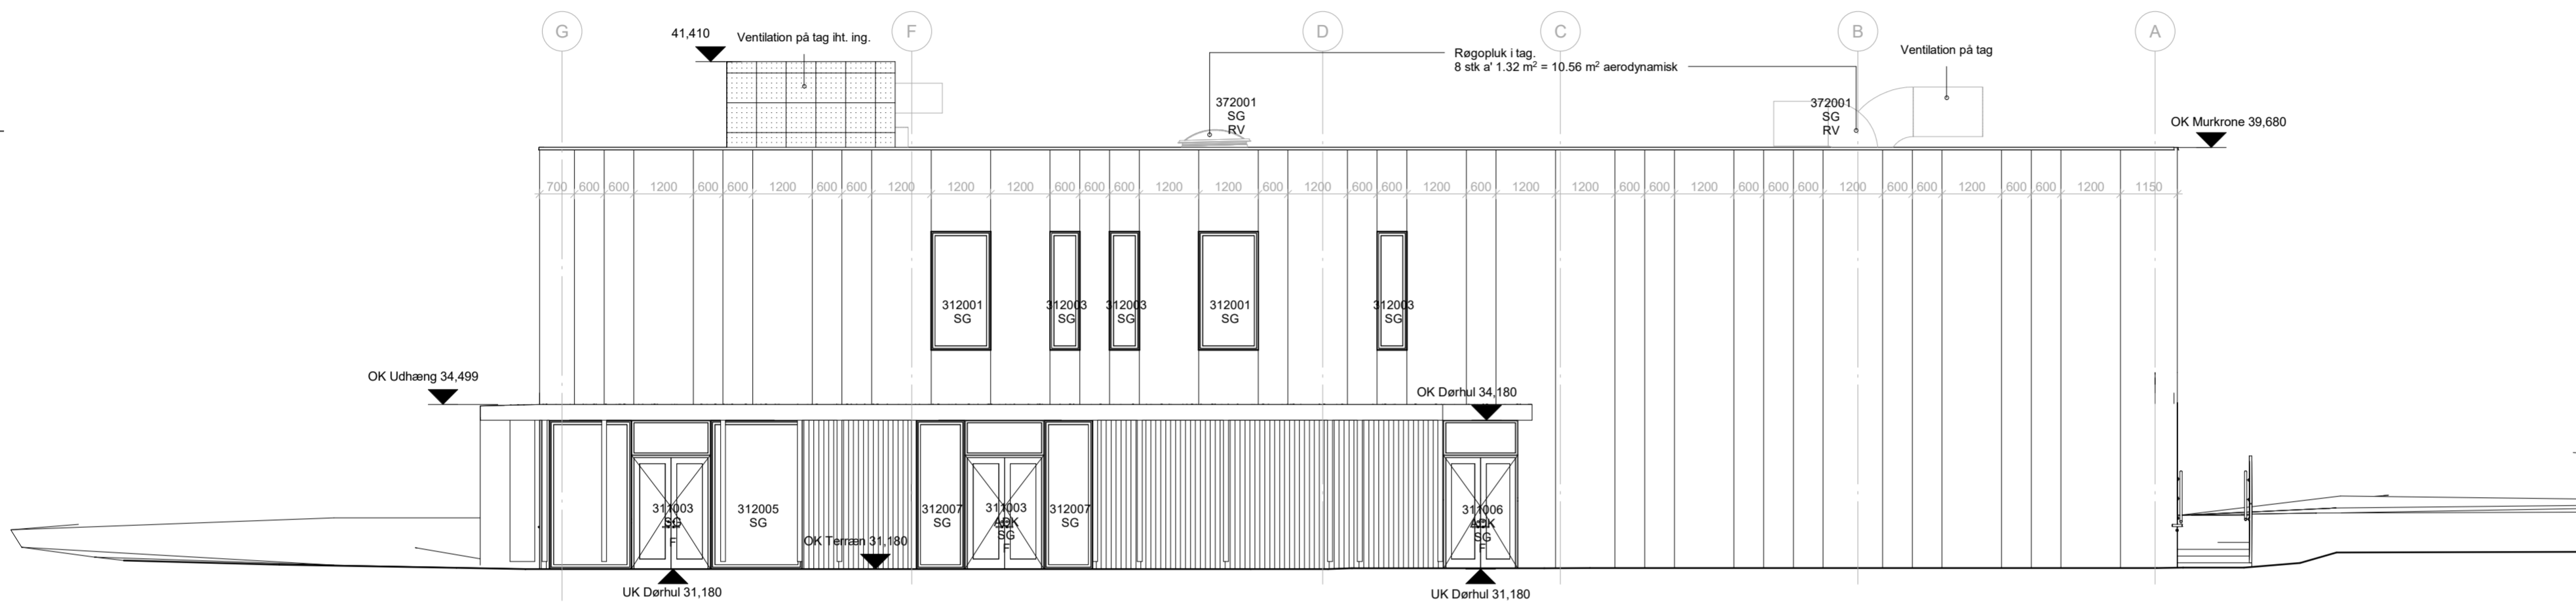 G
F
D
C
B
A
41,410
Ventilation på tag iht. ing.
Røgopluk i tag.
8 stk a' 1.32 m² = 10.56 m² aerodynamisk
Ventilation på tag
372001
SG
RV
372001
SG
RV
OK Murkrone 39,680
700 600 600 1200 600 600 1200 600 600 1200 1200 1200 600 600 600 1200 1200 600 1200 600 600 1200 600 1200 1200 600 600 1200 600 600 600 1200 600 600 1200 600 600 1200 1150
312001
SG
312003
SG
312003
SG
312001
SG
312003
SG
OK Udhæng 34,499
OK Dørhul 34,180
311003
SG
F
312005
SG
OK Terræn 31,180
312007
SG
311003
ADK
SG
F
312007
SG
311006
ADK
SG
F
UK Dørhul 31,180
UK Dørhul 31,180